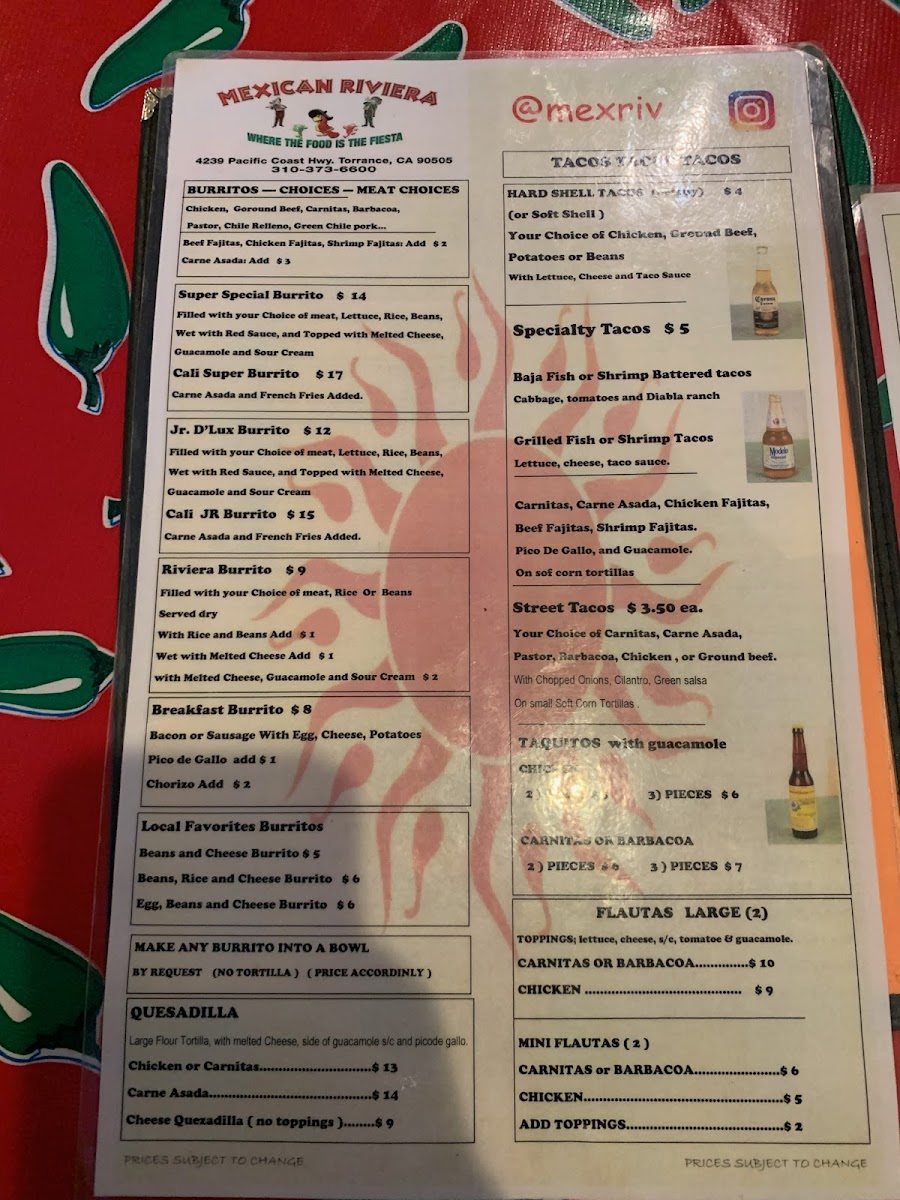 MEXICAN RIVIERA
WHERE THE FOOD IS THE FIESTA
4239 Pacific Coast Hwy. Torrance, CA 90505
310-373-6600
BURRITOS — CHOICES — MEAT CHOICES
Chicken, Goround Beef, Carnitas, Barbacoa,
Pastor, Chile Relleno, Green Chile pork...
Beef Fajitas, Chicken Fajitas, Shrimp Fajitas: Add $ 2
Carne Asada: Add $ 3
Super Special Burrito $ 14
Filled with your Choice of meat, Lettuce, Rice, Beans,
Wet with Red Sauce, and Topped with Melted Cheese,
Guacamole and Sour Cream
Cali Super Burrito $ 17
Carne Asada and French Fries Added.
Jr. D'Lux Burrito $ 12
Filled with your Choice of meat, Lettuce, Rice, Beans,
Wet with Red Sauce, and Topped with Melted Cheese,
Guacamole and Sour Cream
Cali JR Burrito $ 15
Carne Asada and French Fries Added.
Riviera Burrito $ 9
Filled with your Choice of meat, Rice Or Beans
Served dry
With Rice and Beans Add $ 1
Wet with Melted Cheese Add $ 1
with Melted Cheese, Guacamole and Sour Cream $ 2
Breakfast Burrito $ 8
Bacon or Sausage With Egg, Cheese, Potatoes
Pico de Gallo add $ 1
Chorizo Add $ 2
Local Favorites Burritos
Beans and Cheese Burrito $ 5
Beans, Rice and Cheese Burrito $ 6
Egg, Beans and Cheese Burrito $ 6
MAKE ANY BURRITO INTO A BOWL
BY REQUEST (NO TORTILLA ) ( PRICE ACCORDINLY )
QUESADILLA
Large Flour Tortilla, with melted Cheese, side of guacamole s/c and picode gallo.
Chicken or Carnitas..............................$ 13
Carne Asada...........................................$ 14
Cheese Quezadilla ( no toppings )........$ 9
PRICES SUBJECT TO CHANGE
@mexriv
TACOS TACOS TACOS
HARD SHELL TACOS $ 4
(or Soft Shell )
Your Choice of Chicken, Ground Beef,
Potatoes or Beans
With Lettuce, Cheese and Taco Sauce
Corona
Specialty Tacos $ 5
Baja Fish or Shrimp Battered tacos
Cabbage, tomatoes and Diabla ranch
Grilled Fish or Shrimp Tacos
Lettuce, cheese, taco sauce.
Modelo
Carnitas, Carne Asada, Chicken Fajitas,
Beef Fajitas, Shrimp Fajitas.
Pico De Gallo, and Guacamole.
On sof corn tortillas
Street Tacos $ 3.50 ea.
Your Choice of Carnitas, Carne Asada,
Pastor, Barbacoa, Chicken , or Ground beef.
With Chopped Onions, Cilantro, Green salsa
On small Soft Corn Tortillas .
TAQUITOS with guacamole
CHICKEN
2 ) 3) PIECES $ 6
CARNITAS OR BARBACOA
2 ) PIECES $ 6 3 ) PIECES $ 7
FLAUTAS LARGE (2)
TOPPINGS; lettuce, cheese, s/c, tomatoe & guacamole.
CARNITAS OR BARBACOA.............$ 10
CHICKEN ......................................... $ 9
MINI FLAUTAS ( 2 )
CARNITAS or BARBACOA.....................$ 6
CHICKEN..................................................$ 5
ADD TOPPINGS.......................................$ 2
PRICES SUBJECT TO CHANGE